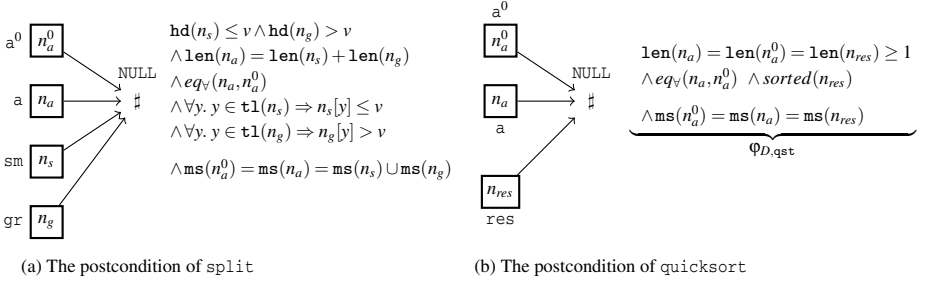 a⁰ n_a^0
a n_a
sm n_s
gr n_g
NULL
♯
hd(n_s) ≤ v ∧ hd(n_g) > v
∧ len(n_a) = len(n_s) + len(n_g)
∧ eq_∀(n_a, n_a^0)
∧ ∀y. y ∈ tl(n_s) ⇒ n_s[y] ≤ v
∧ ∀y. y ∈ tl(n_g) ⇒ n_g[y] > v
∧ ms(n_a^0) = ms(n_a) = ms(n_s) ∪ ms(n_g)
(a) The postcondition of split
a⁰
n_a^0
n_a
a
n_res
res
NULL
♯
len(n_a) = len(n_a^0) = len(n_res) ≥ 1
∧ eq_∀(n_a, n_a^0) ∧ sorted(n_res)
∧ ms(n_a^0) = ms(n_a) = ms(n_res)
φ_D,qst
(b) The postcondition of quicksort